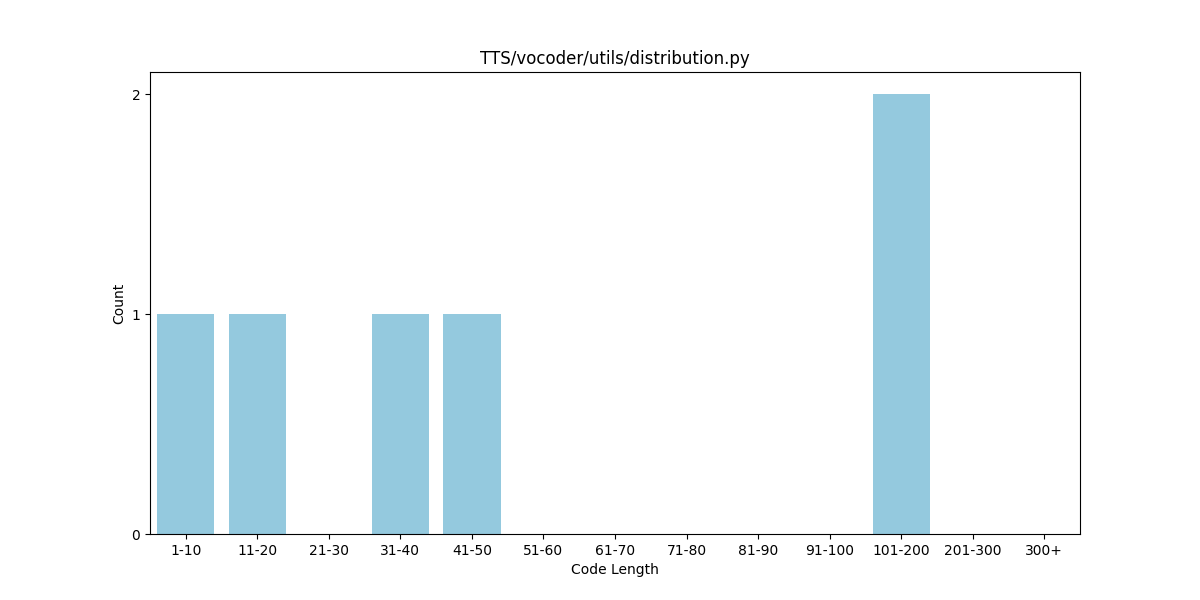 TTS/vocoder/utils/distribution.py
Count
2
1
0
1-10 11-20 21-30 31-40 41-50 51-60 61-70 71-80 81-90 91-100 101-200 201-300 300+
Code Length